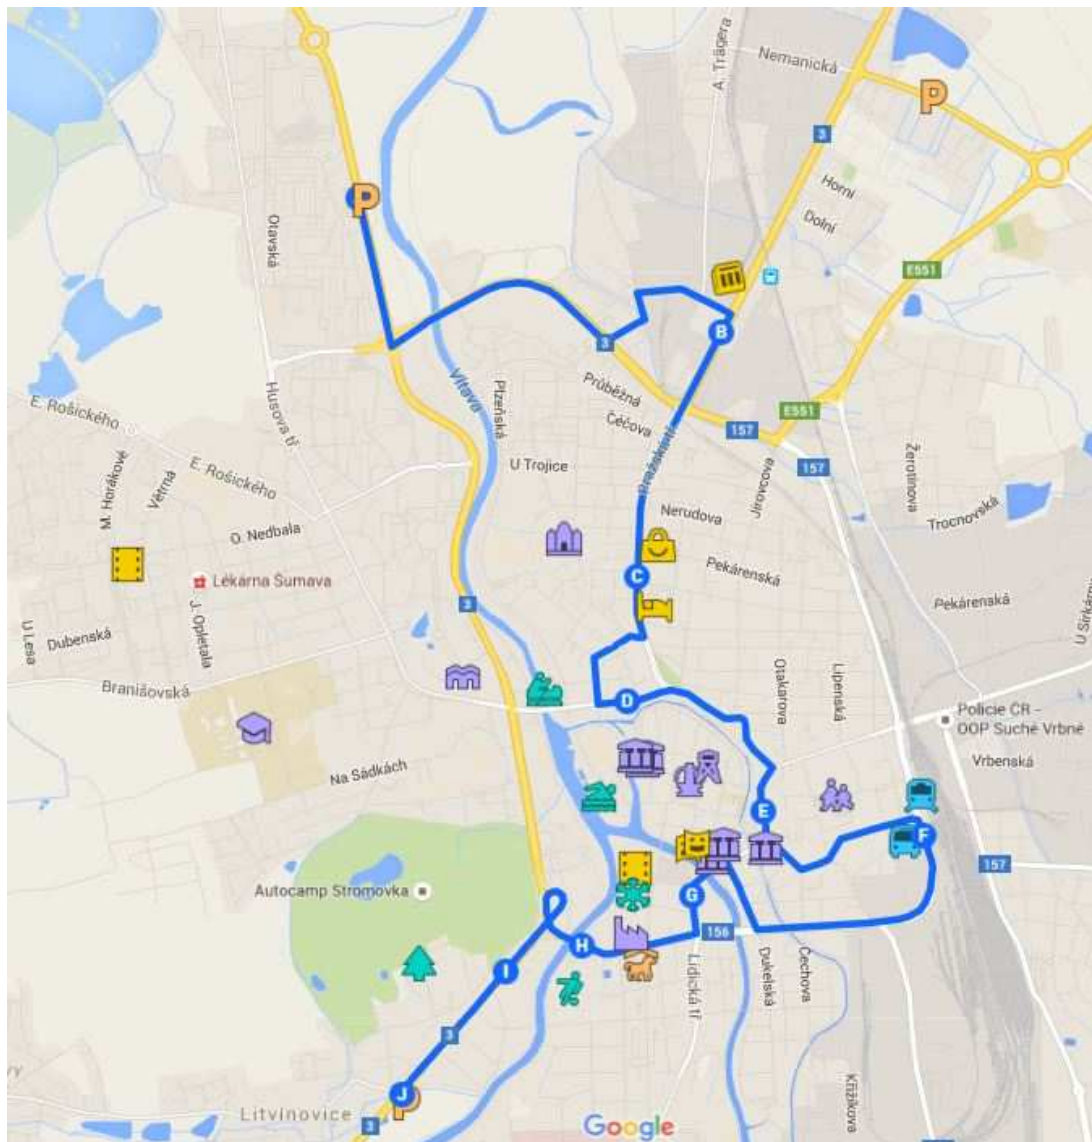 A. Trägera
Nemanická
P
3
Horní
Dolní
P
Otavská
E551
B
3
Vltava
Plzeňská
Průběžná
Čéčova
E551
157
157
E. Rošického
Husova tř
Pražská tř
U Trojice
Jírovcova
Žerotínova
E. Rošického
M. Horákové
Větrná
Nerudova
Trocnovská
O. Nedbala
Pekárenská
Lékárna Šumava
C
3
Pekárenská
J. Opletala
U Lesa
Dubenská
Branišovská
D
Otakarova
Lipenská
Policie ČR -
OOP Suché Vrbné
Na Sádkách
Vrbenská
E
F
157
Autocamp Stromovka
G
156
H
Lidická tř
Dukelská
Čechova
I
3
J
P
Litvínovice
3
Křižíkova
Google